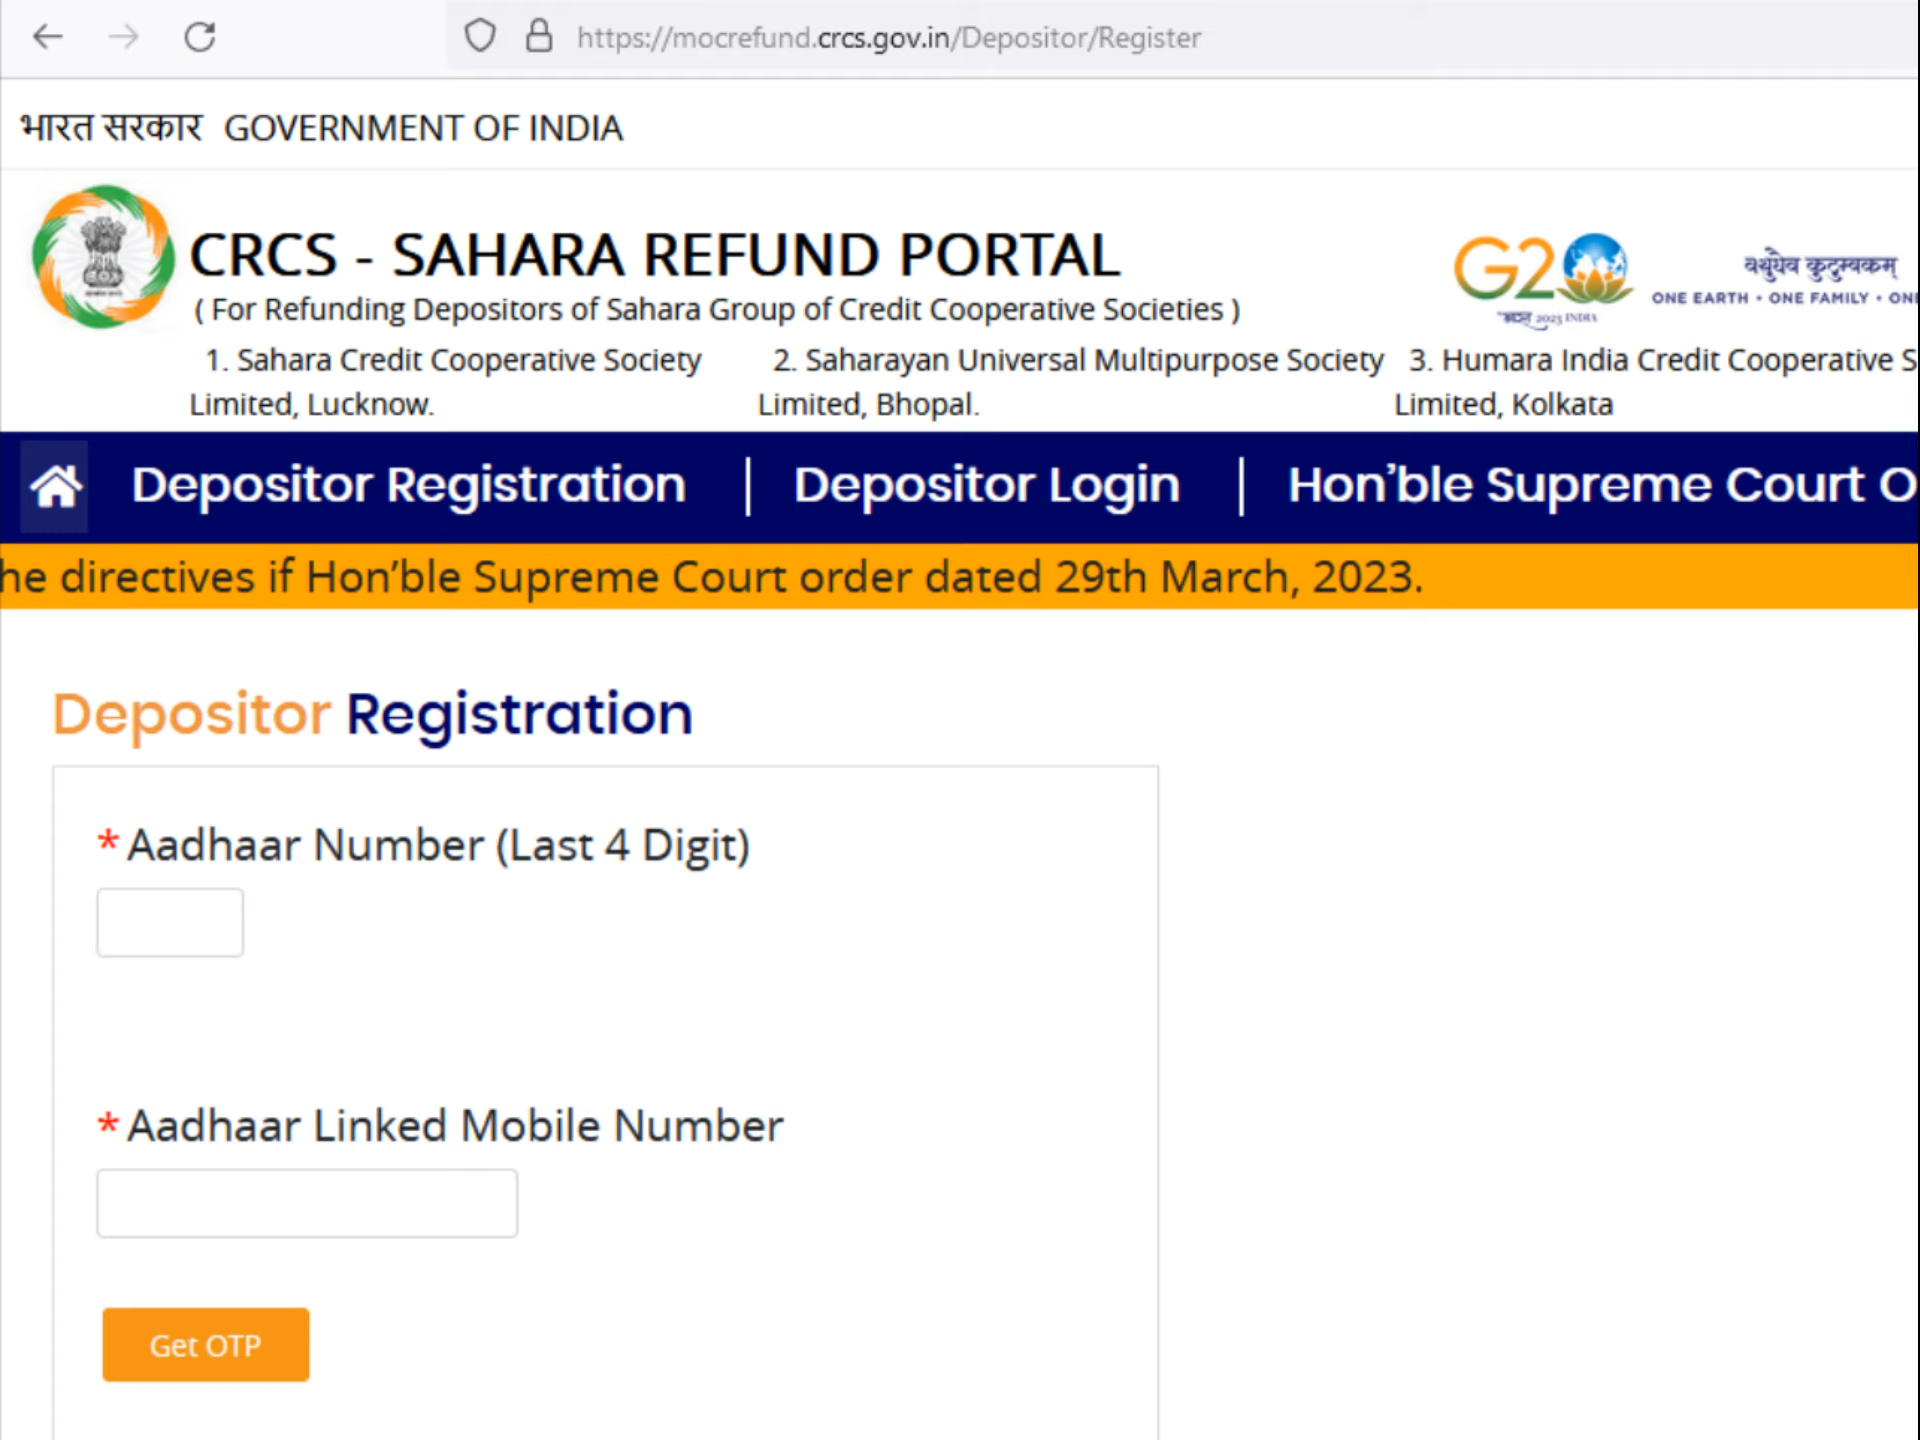 https://mocrefund.crcs.gov.in/Depositor/Register
भारत सरकार GOVERNMENT OF INDIA
CRCS - SAHARA REFUND PORTAL
( For Refunding Depositors of Sahara Group of Credit Cooperative Societies )
G20
2023 INDIA
वसुधैव कुटुम्बकम्
ONE EARTH • ONE FAMILY •
1. Sahara Credit Cooperative Society
Limited, Lucknow.
2. Saharayan Universal Multipurpose Society
Limited, Bhopal.
3. Humara India Credit Cooperative S
Limited, Kolkata
Depositor Registration | Depositor Login | Hon’ble Supreme Court O
he directives if Hon’ble Supreme Court order dated 29th March, 2023.
Depositor Registration
* Aadhaar Number (Last 4 Digit)
* Aadhaar Linked Mobile Number
Get OTP